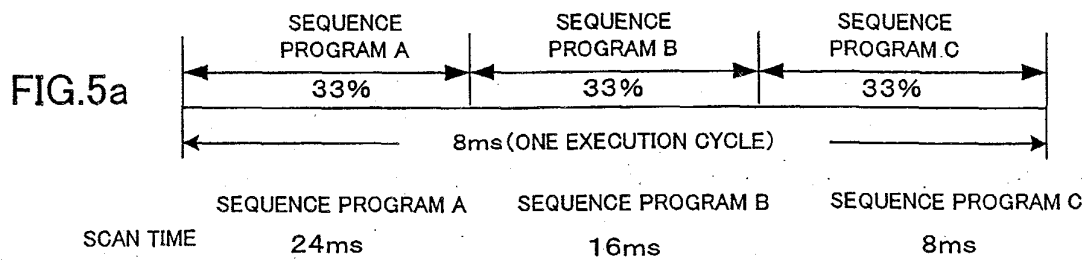 SEQUENCE PROGRAM A
SEQUENCE PROGRAM B
SEQUENCE PROGRAM C
FIG.5a
33%
33%
33%
8ms(ONE EXECUTION CYCLE)
SEQUENCE PROGRAM A
SEQUENCE PROGRAM B
SEQUENCE PROGRAM C
SCAN TIME
24ms
16ms
8ms